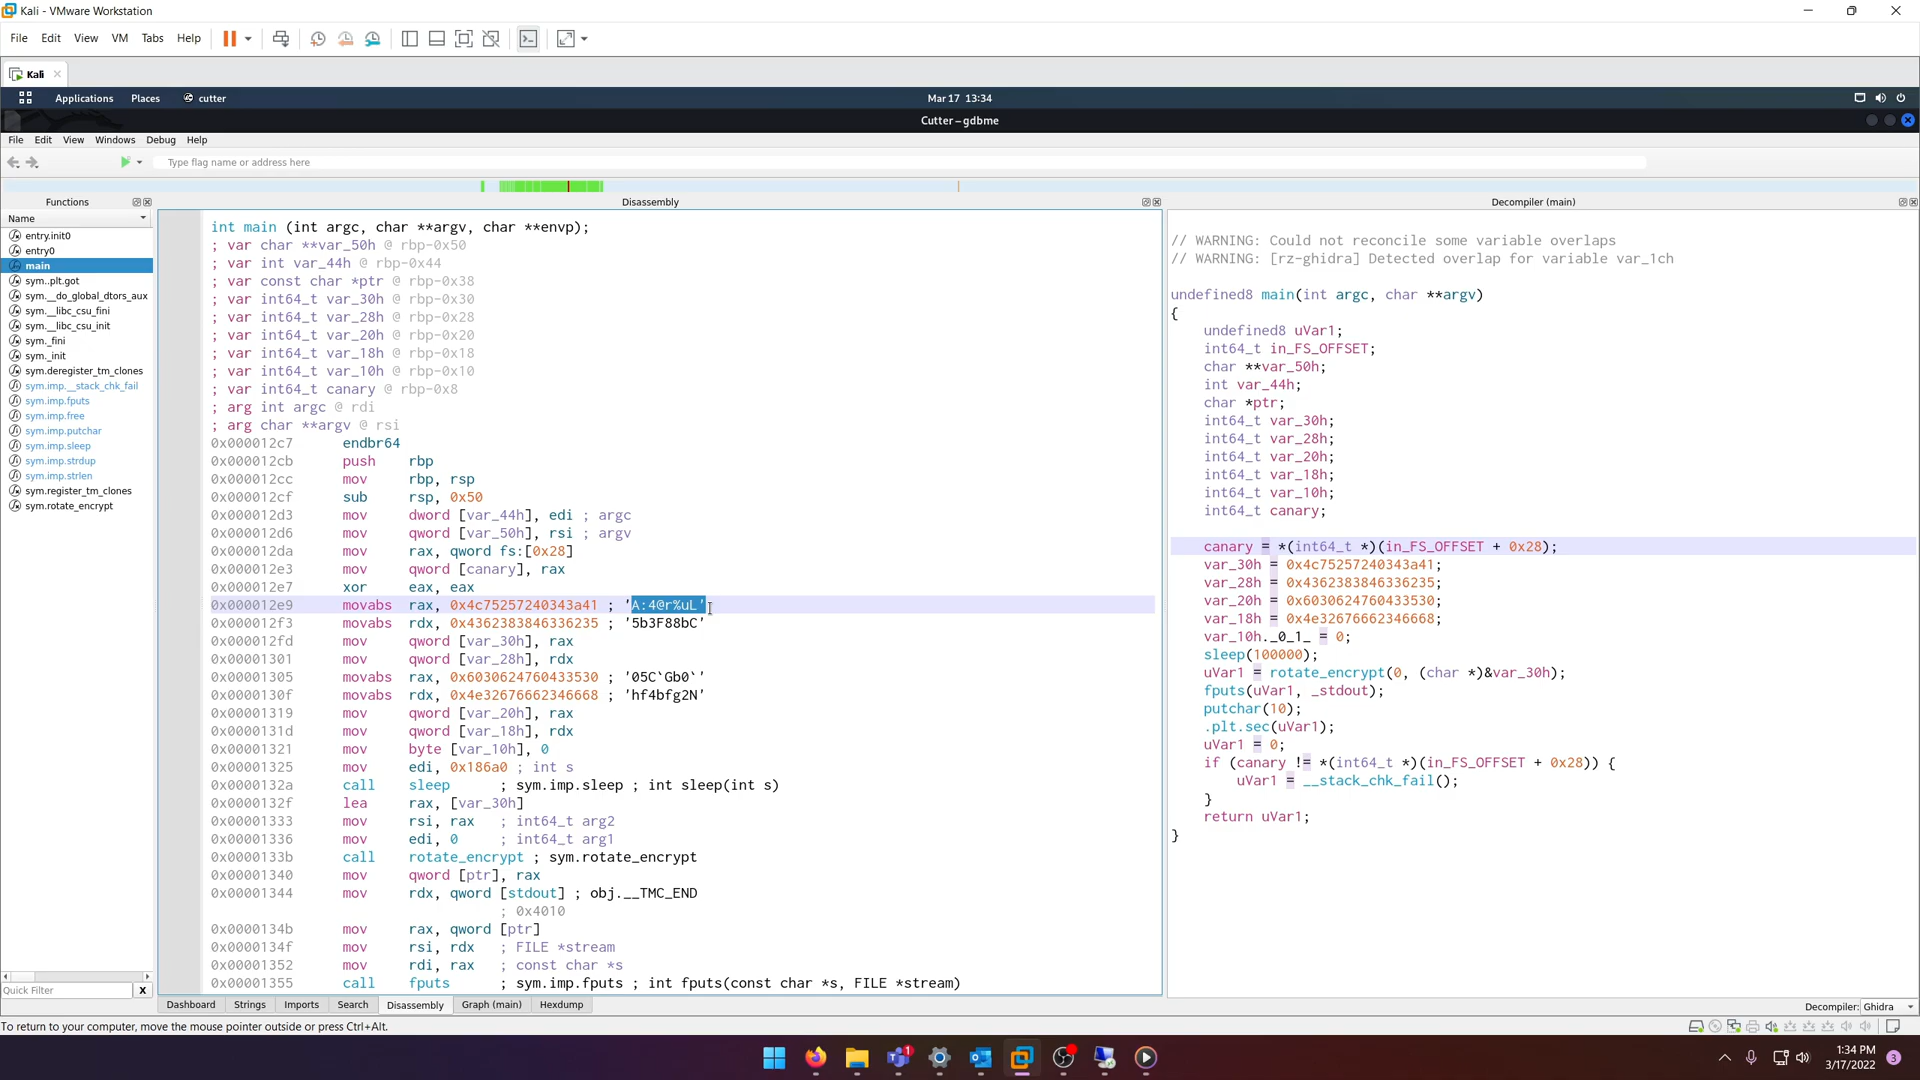 Kali - VMware Workstation
File Edit View VM Tabs Help
Kali
Applications Places cutter Mar 17 13:34
Cutter – gdbme
File Edit View Windows Debug Help
Type flag name or address here
Functions
Name
entry.init0
entry0
main
sym..plt.got
sym.__do_global_dtors_aux
sym.__libc_csu_fini
sym.__libc_csu_init
sym._fini
sym._init
sym.deregister_tm_clones
sym.imp.__stack_chk_fail
sym.imp.fputs
sym.imp.free
sym.imp.putchar
sym.imp.sleep
sym.imp.strdup
sym.imp.strlen
sym.register_tm_clones
sym.rotate_encrypt
Quick Filter X
Disassembly
int main (int argc, char **argv, char **envp);
; var char **var_50h @ rbp-0x50
; var int var_44h @ rbp-0x44
; var const char *ptr @ rbp-0x38
; var int64_t var_30h @ rbp-0x30
; var int64_t var_28h @ rbp-0x28
; var int64_t var_20h @ rbp-0x20
; var int64_t var_18h @ rbp-0x18
; var int64_t var_10h @ rbp-0x10
; var int64_t canary @ rbp-0x8
; arg int argc @ rdi
; arg char **argv @ rsi
0x000012c7 endbr64
0x000012cb push rbp
0x000012cc mov rbp, rsp
0x000012cf sub rsp, 0x50
0x000012d3 mov dword [var_44h], edi ; argc
0x000012d6 mov qword [var_50h], rsi ; argv
0x000012da mov rax, qword fs:[0x28]
0x000012e3 mov qword [canary], rax
0x000012e7 xor eax, eax
0x000012e9 movabs rax, 0x4c75257240343a41 ; 'A:4@r%uL'
0x000012f3 movabs rdx, 0x4362383846336235 ; '5b3F88bC'
0x000012fd mov qword [var_30h], rax
0x00001301 mov qword [var_28h], rdx
0x00001305 movabs rax, 0x6030624760433530 ; '05C`Gb0`'
0x0000130f movabs rdx, 0x4e32676662346668 ; 'hf4bfg2N'
0x00001319 mov qword [var_20h], rax
0x0000131d mov qword [var_18h], rdx
0x00001321 mov byte [var_10h], 0
0x00001325 mov edi, 0x186a0 ; int s
0x0000132a call sleep ; sym.imp.sleep ; int sleep(int s)
0x0000132f lea rax, [var_30h]
0x00001333 mov rsi, rax ; int64_t arg2
0x00001336 mov edi, 0 ; int64_t arg1
0x0000133b call rotate_encrypt ; sym.rotate_encrypt
0x00001340 mov qword [ptr], rax
0x00001344 mov rdx, qword [stdout] ; obj.__TMC_END
; 0x4010
0x0000134b mov rax, qword [ptr]
0x0000134f mov rsi, rdx ; FILE *stream
0x00001352 mov rdi, rax ; const char *s
0x00001355 call fputs ; sym.imp.fputs ; int fputs(const char *s, FILE *stream)
Dashboard Strings Imports Search Disassembly Graph (main) Hexdump
Decompiler (main)
// WARNING: Could not reconcile some variable overlaps
// WARNING: [rz-ghidra] Detected overlap for variable var_1ch
undefined8 main(int argc, char **argv)
{
undefined8 uVar1;
int64_t in_FS_OFFSET;
char **var_50h;
int var_44h;
char *ptr;
int64_t var_30h;
int64_t var_28h;
int64_t var_20h;
int64_t var_18h;
int64_t var_10h;
int64_t canary;
canary = *(int64_t *)(in_FS_OFFSET + 0x28);
var_30h = 0x4c75257240343a41;
var_28h = 0x4362383846336235;
var_20h = 0x6030624760433530;
var_18h = 0x4e32676662346668;
var_10h._0_1_ = 0;
sleep(100000);
uVar1 = rotate_encrypt(0, (char *)&var_30h);
fputs(uVar1, _stdout);
putchar(10);
.plt.sec(uVar1);
uVar1 = 0;
if (canary != *(int64_t *)(in_FS_OFFSET + 0x28)) {
uVar1 = __stack_chk_fail();
}
return uVar1;
}
Decompiler: Ghidra
To return to your computer, move the mouse pointer outside or press Ctrl+Alt.
1
1:34 PM
3/17/2022
3